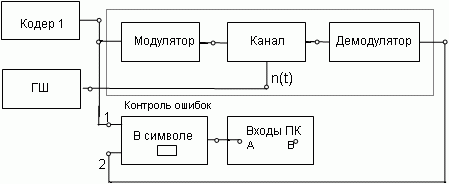 Кодер 1
Модулятор
Канал
Демодулятор
ГШ
n(t)
Контроль ошибок
1
В символе
Входы ПК
А В
2